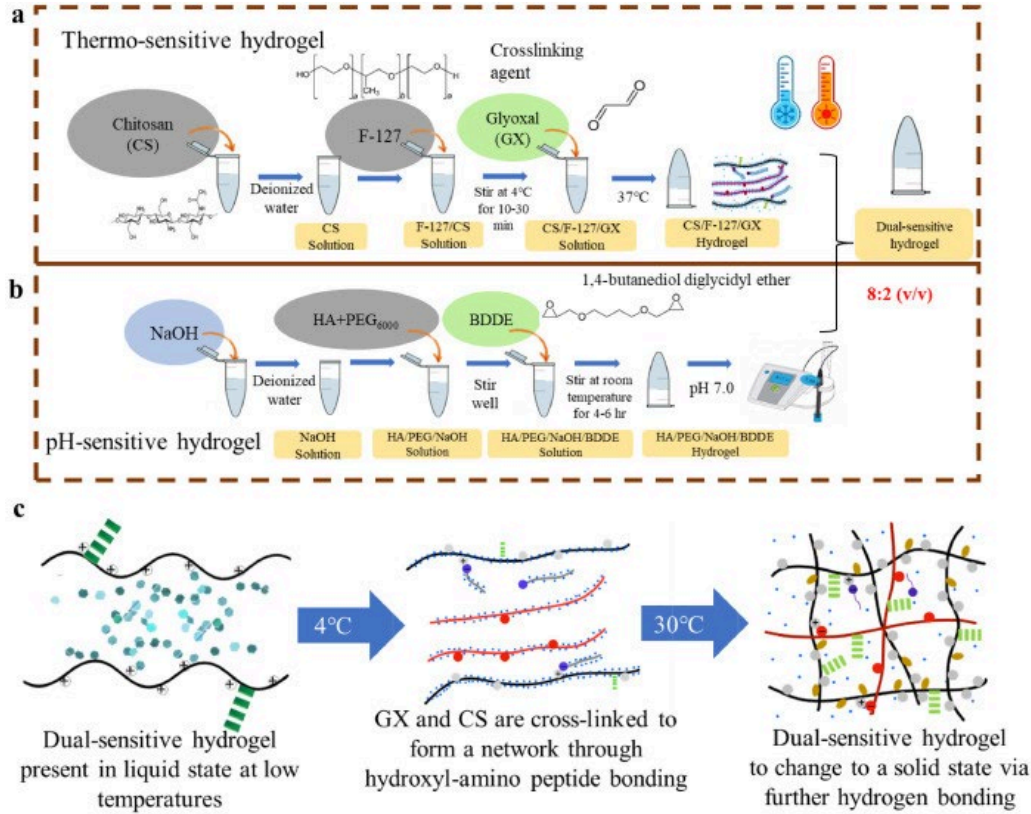 a
Thermo-sensitive hydrogel
HO
O
CH3
O
O
H
a
b
a
Crosslinking
agent
Chitosan
(CS)
F-127
Glyoxal
(GX)
Deionized
water
Stir at 4℃
for 10-30
min
37℃
CS
Solution
F-127/CS
Solution
CS/F-127/GX
Solution
CS/F-127/GX
Hydrogel
Dual-sensitive
hydrogel
b
1,4-butanediol diglycidyl ether
8:2 (v/v)
NaOH
HA+PEG6000
BDDE
Deionized
water
Stir
well
Stir at room
temperature
for 4-6 hr
pH 7.0
pH-sensitive hydrogel
NaOH
Solution
HA/PEG/NaOH
Solution
HA/PEG/NaOH/BDDE
Solution
HA/PEG/NaOH/BDDE
Hydrogel
c
4℃
30℃
Dual-sensitive hydrogel
present in liquid state at low
temperatures
GX and CS are cross-linked to
form a network through
hydroxyl-amino peptide bonding
Dual-sensitive hydrogel
to change to a solid state via
further hydrogen bonding